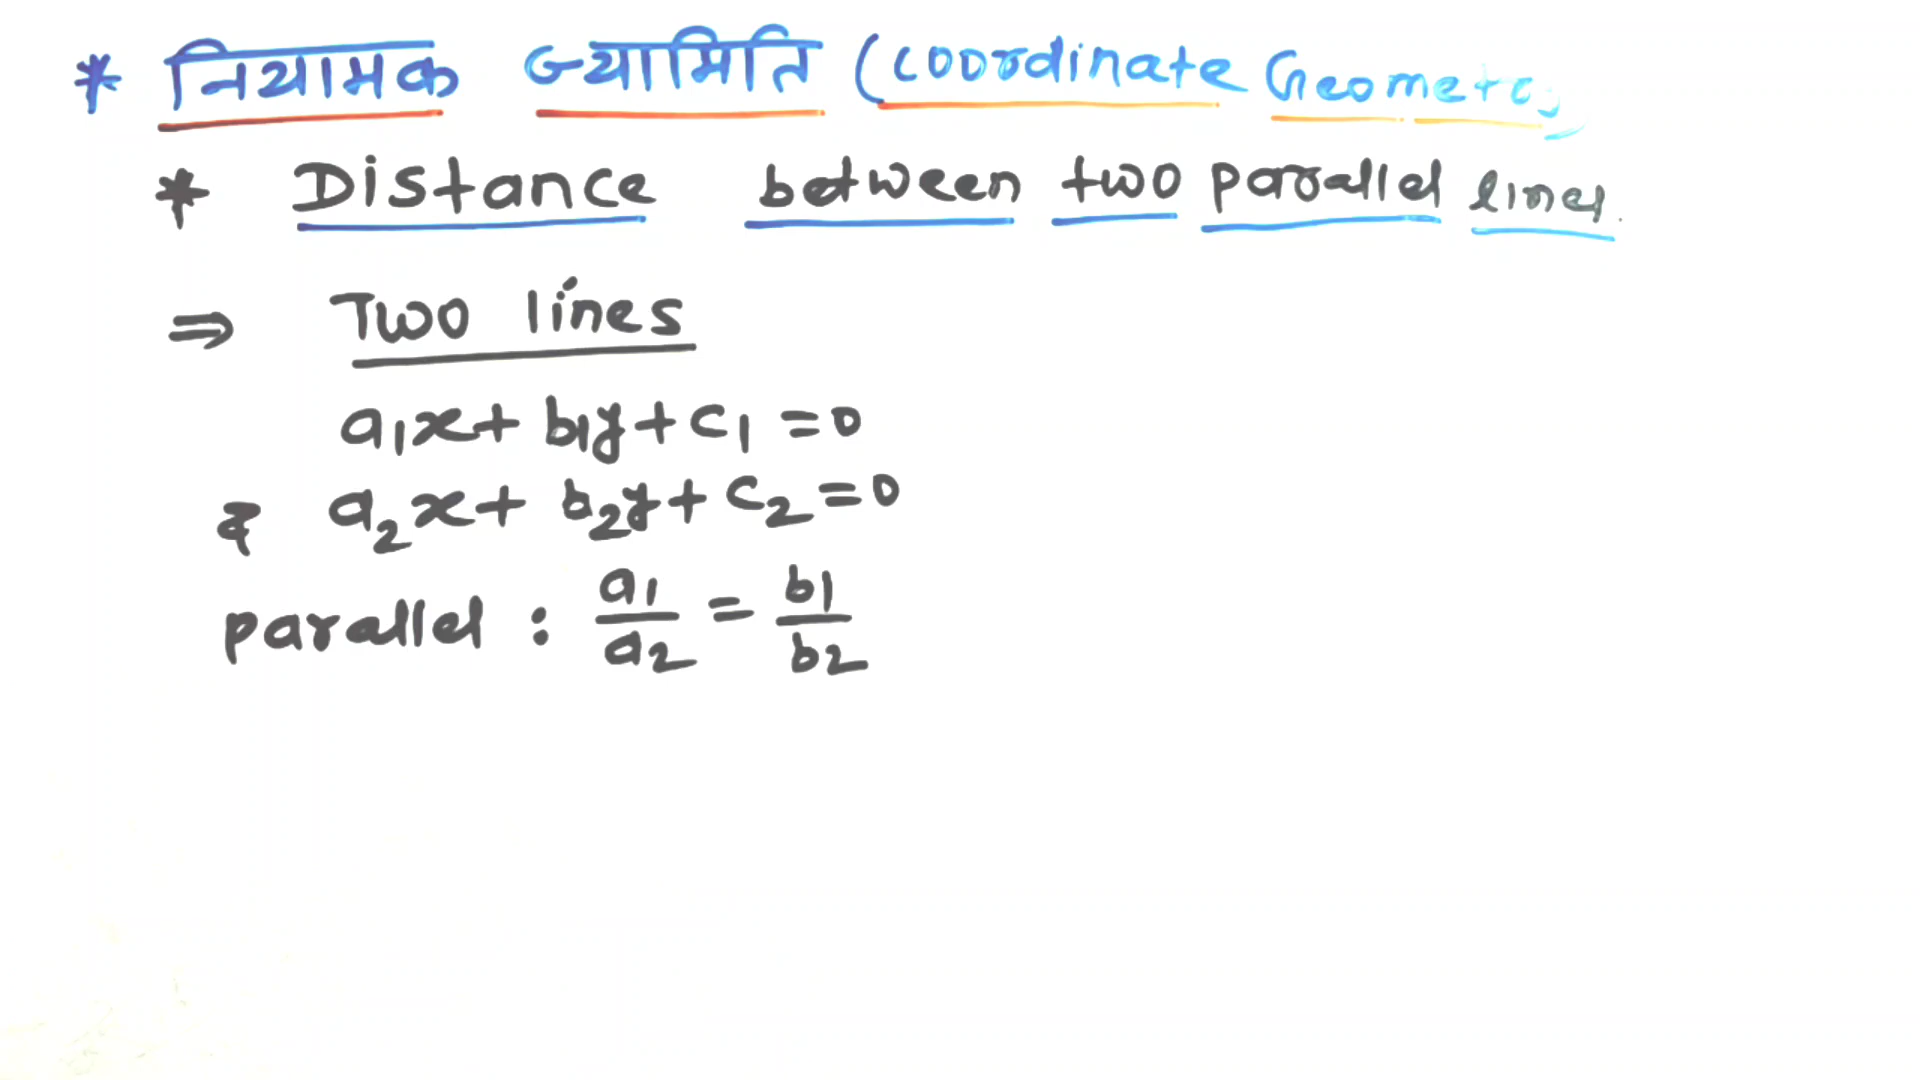 * नियामक ज्यामिति (Coordinate Geometry)
* Distance between two parallel lines.
⇒ Two lines
a₁x + b₁y + c₁ = 0
& a₂x + b₂y + c₂ = 0
parallel : a1/a2 = b1/b2